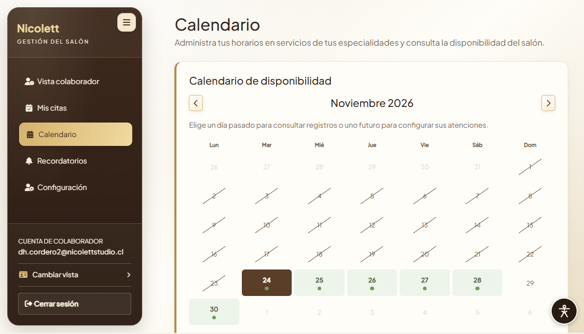 Nicolett
GESTIÓN DEL SALÓN
Vista colaborador
Mis citas
Calendario
Recordatorios
Configuración
CUENTA DE COLABORADOR
dh.cordero2@nicolettstudio.cl
Cambiar vista
Cerrar sesión
Calendario
Administra tus horarios en servicios de tus especialidades y consulta la disponibilidad del salón.
Calendario de disponibilidad
Noviembre 2026
Elige un día pasado para consultar registros o uno futuro para configurar sus atenciones.
Lun Mar Mié Jue Vie Sáb Dom
26 27 28 29 30 31 1
2 3 4 5 6 7 8
9 10 11 12 13 14 15
16 17 18 19 20 21 22
23 24 25 26 27 28 29
30 1 2 3 4 5 6